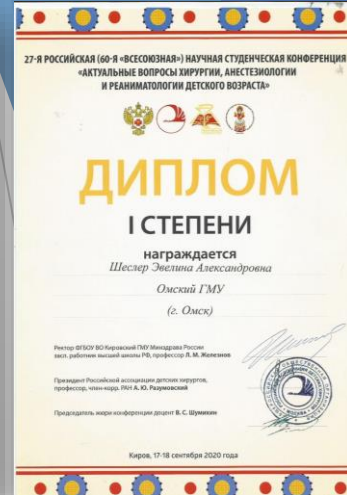 27-Я РОССИЙСКАЯ (60-Я «ВСЕСОЮЗНАЯ») НАУЧНАЯ СТУДЕНЧЕСКАЯ КОНФЕРЕНЦИЯ
«АКТУАЛЬНЫЕ ВОПРОСЫ ХИРУРГИИ, АНЕСТЕЗИОЛОГИИ
И РЕАНИМАТОЛОГИИ ДЕТСКОГО ВОЗРАСТА»
ДИПЛОМ
I СТЕПЕНИ
награждается
Шеслер Эвелина Александровна
Омский ГМУ
(г. Омск)
Ректор ФГБОУ ВО Кировский ГМУ Минздрава России
засл. работник высшей школы РФ, профессор Л. М. Железнов
Президент Российской ассоциации детских хирургов,
профессор, член-корр. РАН А. Ю. Разумовский
Председатель жюри конференции доцент В. С. Шумихин
Киров, 17-18 сентября 2020 года